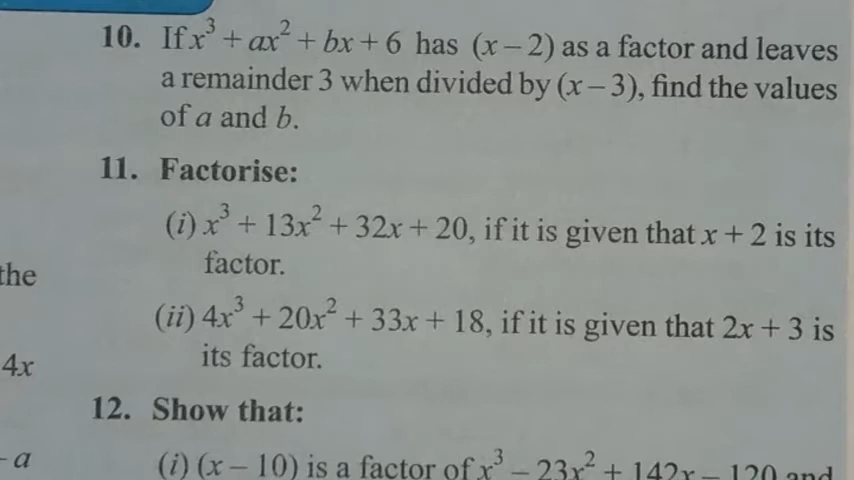 10. If x³ + ax² + bx + 6 has (x – 2) as a factor and leaves
a remainder 3 when divided by (x – 3), find the values
of a and b.
11. Factorise:
(i) x³ + 13x² + 32x + 20, if it is given that x + 2 is its
factor.
the
(ii) 4x³ + 20x² + 33x + 18, if it is given that 2x + 3 is
its factor.
4x
12. Show that:
– a
(i) (x – 10) is a factor of x³ – 23x² + 142x – 120 and